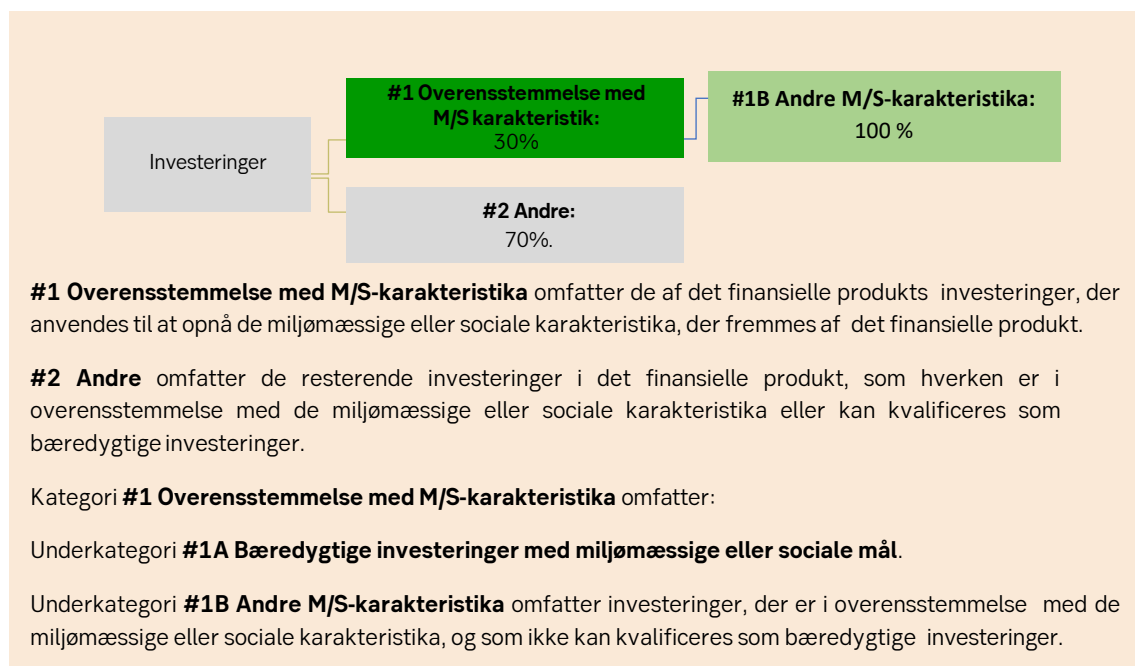 #1 Overensstemmelse med
M/S karakteristik:
30%
#1B Andre M/S-karakteristika:
100 %
Investeringer
#2 Andre:
70%.
#1 Overensstemmelse med M/S-karakteristika omfatter de af det finansielle produkts investeringer, der
anvendes til at opnå de miljømæssige eller sociale karakteristika, der fremmes af det finansielle produkt.
#2 Andre omfatter de resterende investeringer i det finansielle produkt, som hverken er i
overensstemmelse med de miljømæssige eller sociale karakteristika eller kan kvalificeres som
bæredygtige investeringer.
Kategori #1 Overensstemmelse med M/S-karakteristika omfatter:
Underkategori #1A Bæredygtige investeringer med miljømæssige eller sociale mål.
Underkategori #1B Andre M/S-karakteristika omfatter investeringer, der er i overensstemmelse med de
miljømæssige eller sociale karakteristika, og som ikke kan kvalificeres som bæredygtige investeringer.